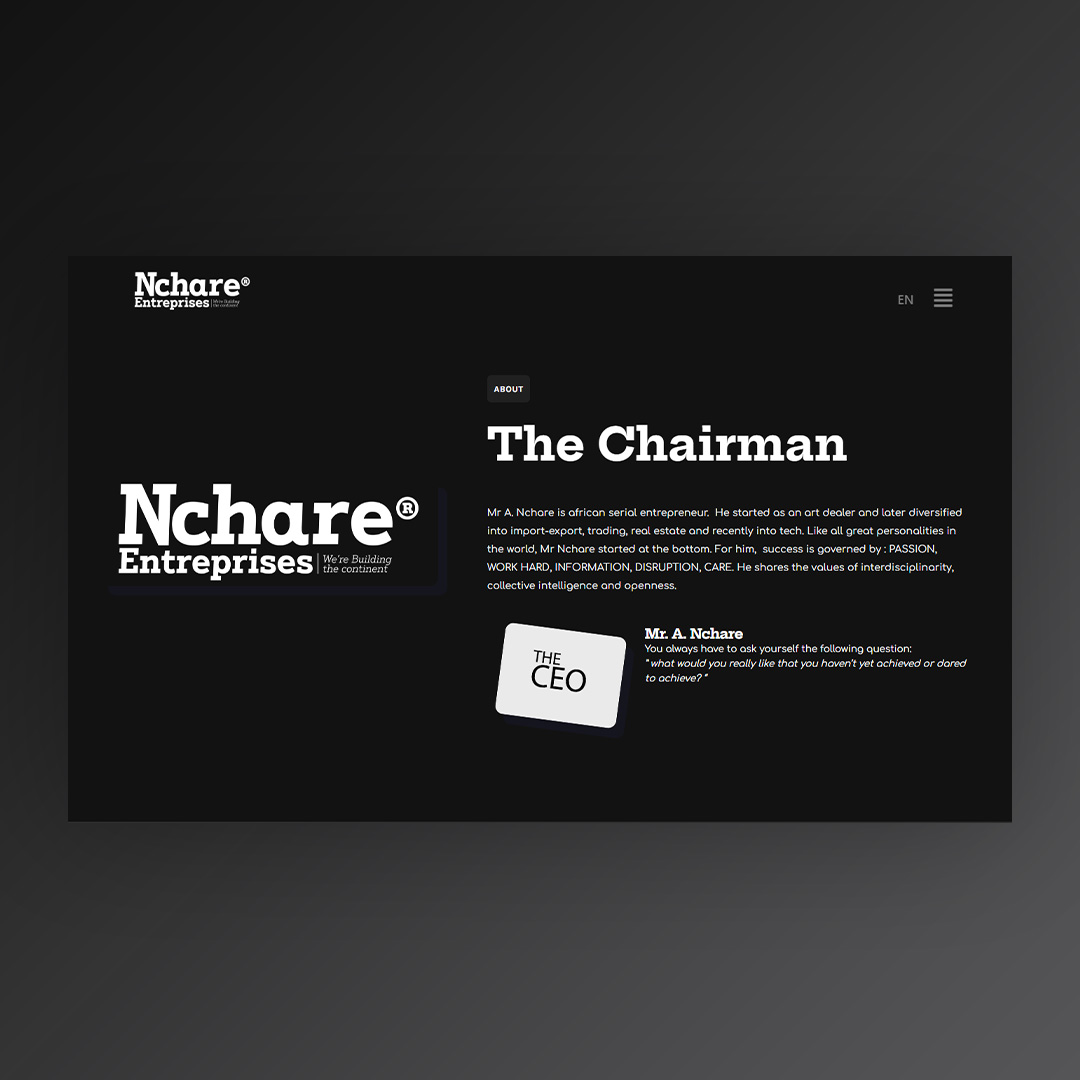 Nchare®
Entreprises | We're Building
the continent
EN
ABOUT
The Chairman
Nchare®
Entreprises | We're Building
the continent
Mr A. Nchare is african serial entrepreneur. He started as an art dealer and later diversified
into import-export, trading, real estate and recently into tech. Like all great personalities in
the world, Mr Nchare started at the bottom. For him, success is governed by : PASSION,
WORK HARD, INFORMATION, DISRUPTION, CARE. He shares the values of interdisciplinarity,
collective intelligence and openness.
THE
CEO
Mr. A. Nchare
You always have to ask yourself the following question:
" what would you really like that you haven't yet achieved or dared
to achieve? "